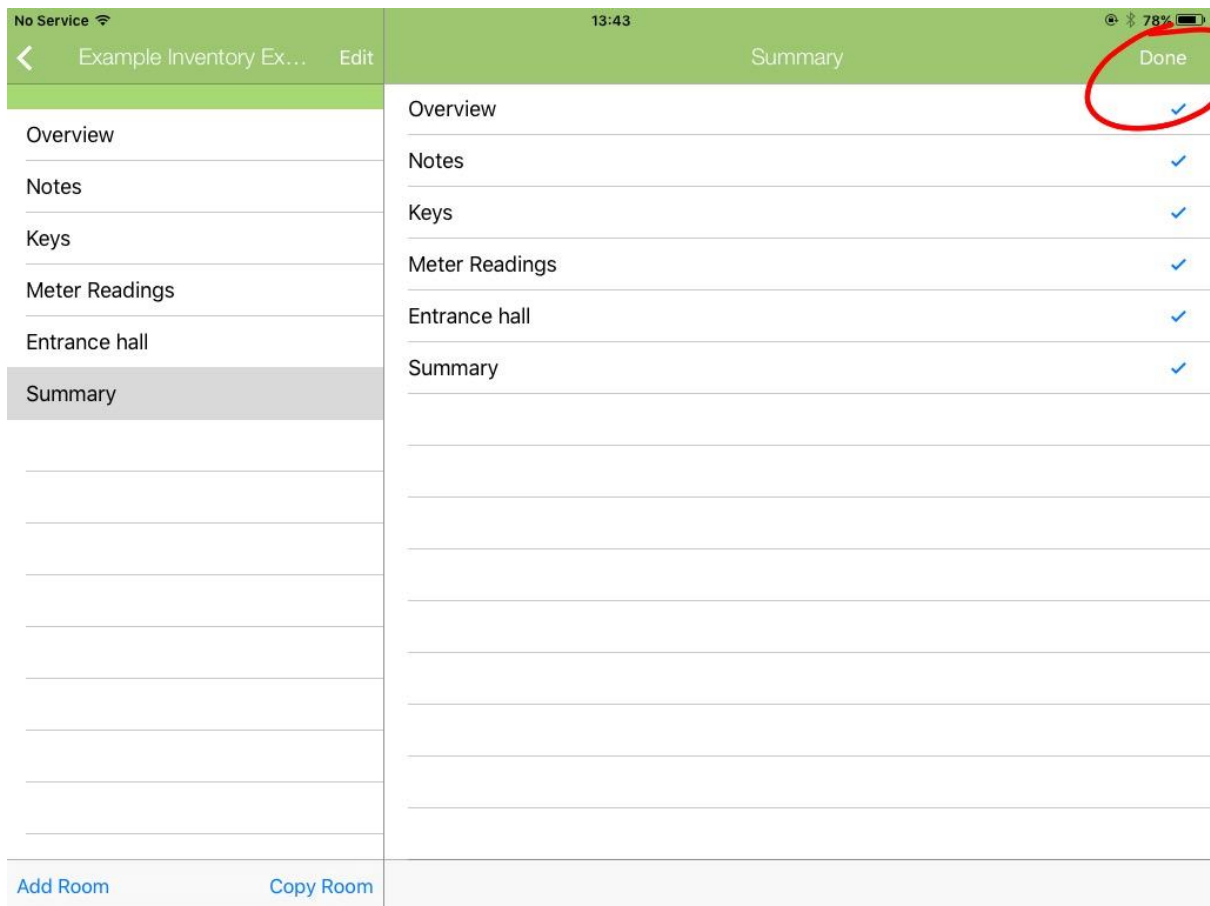 No Service 13:43 78%
Example Inventory Ex... Edit Summary Done
Overview
Notes
Keys
Meter Readings
Entrance hall
Summary
Overview
Notes
Keys
Meter Readings
Entrance hall
Summary
Add Room Copy Room